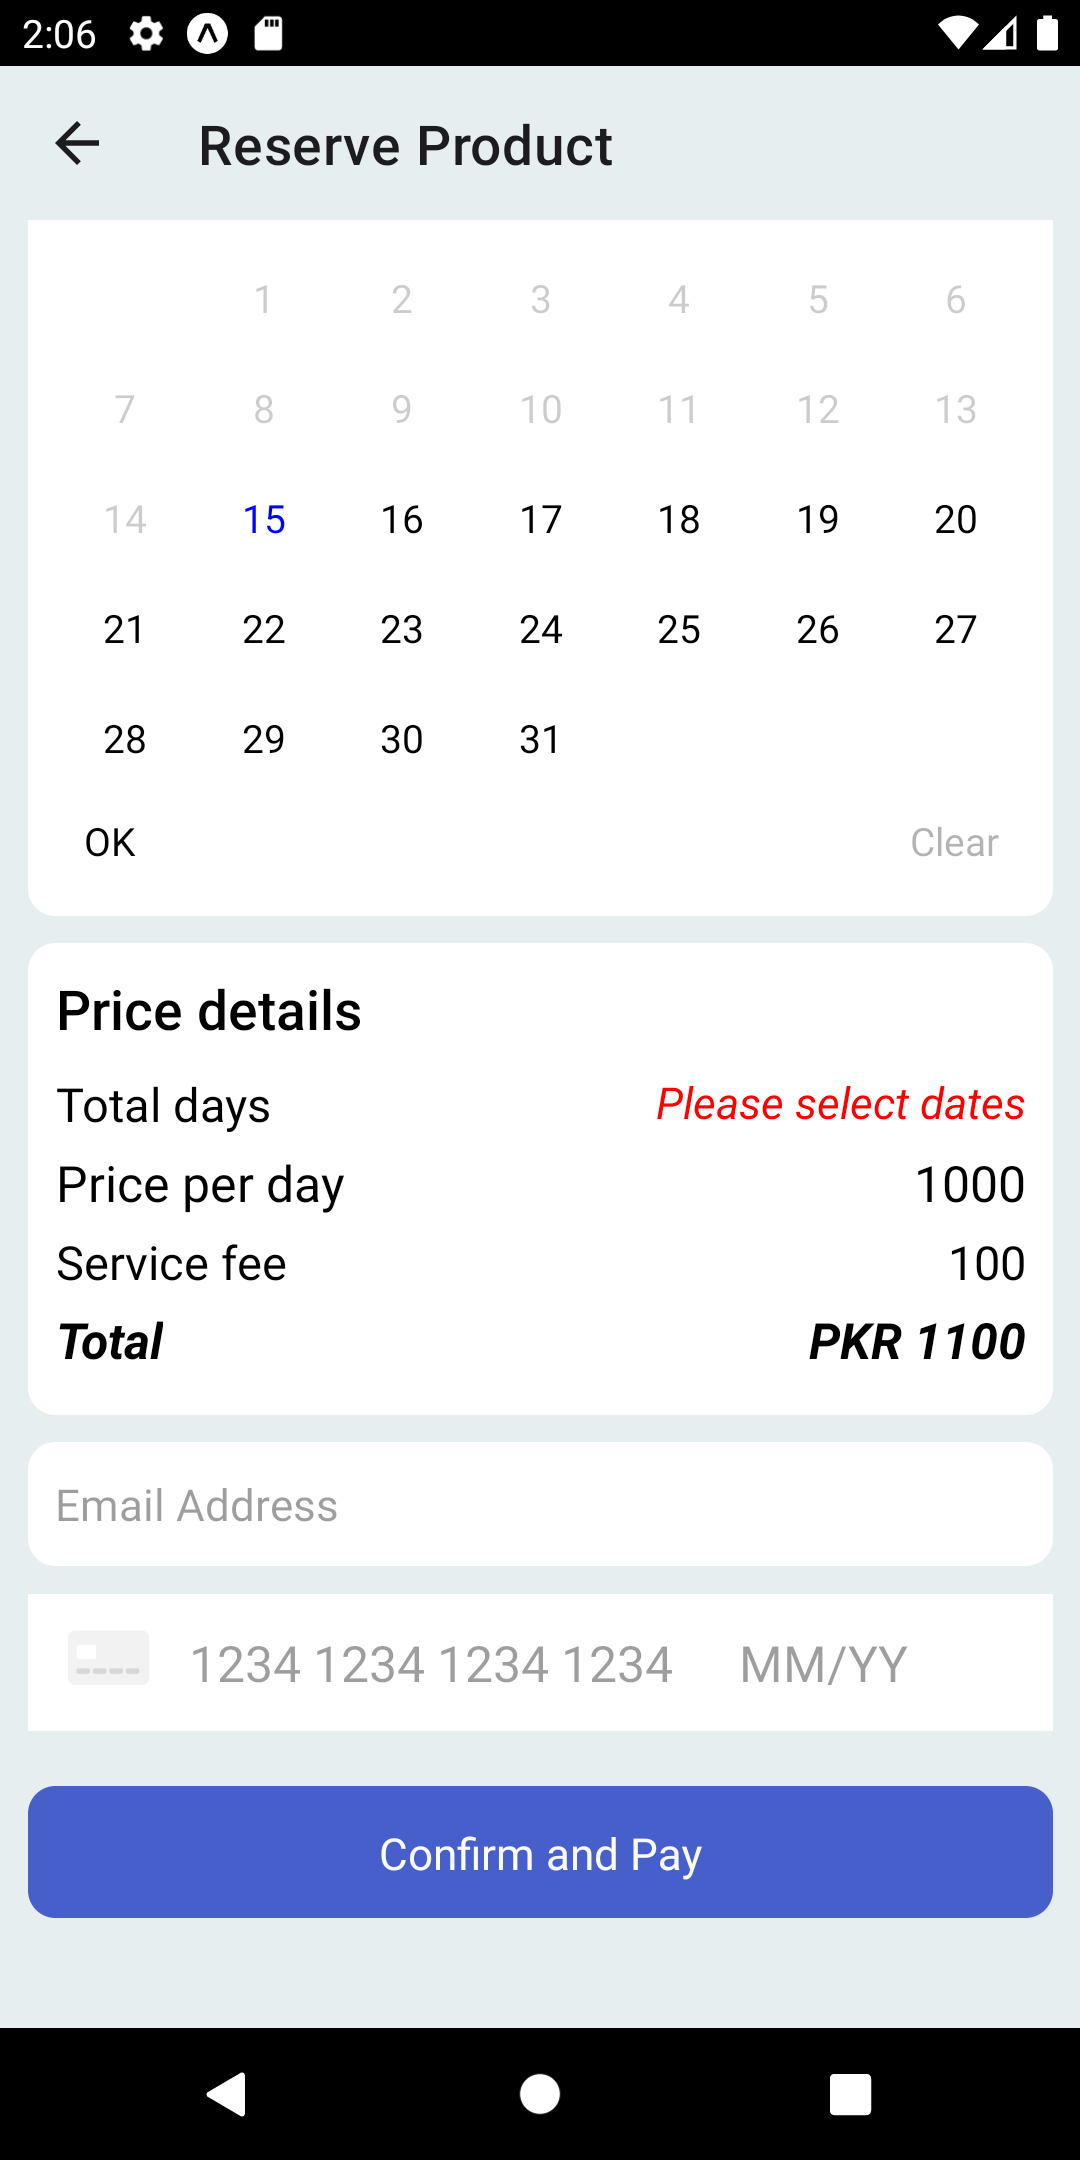 2:06
Reserve Product
1 2 3 4 5 6
7 8 9 10 11 12 13
14 15 16 17 18 19 20
21 22 23 24 25 26 27
28 29 30 31
OK Clear
Price details
Total days Please select dates
Price per day 1000
Service fee 100
Total PKR 1100
Email Address
1234 1234 1234 1234 MM/YY
Confirm and Pay